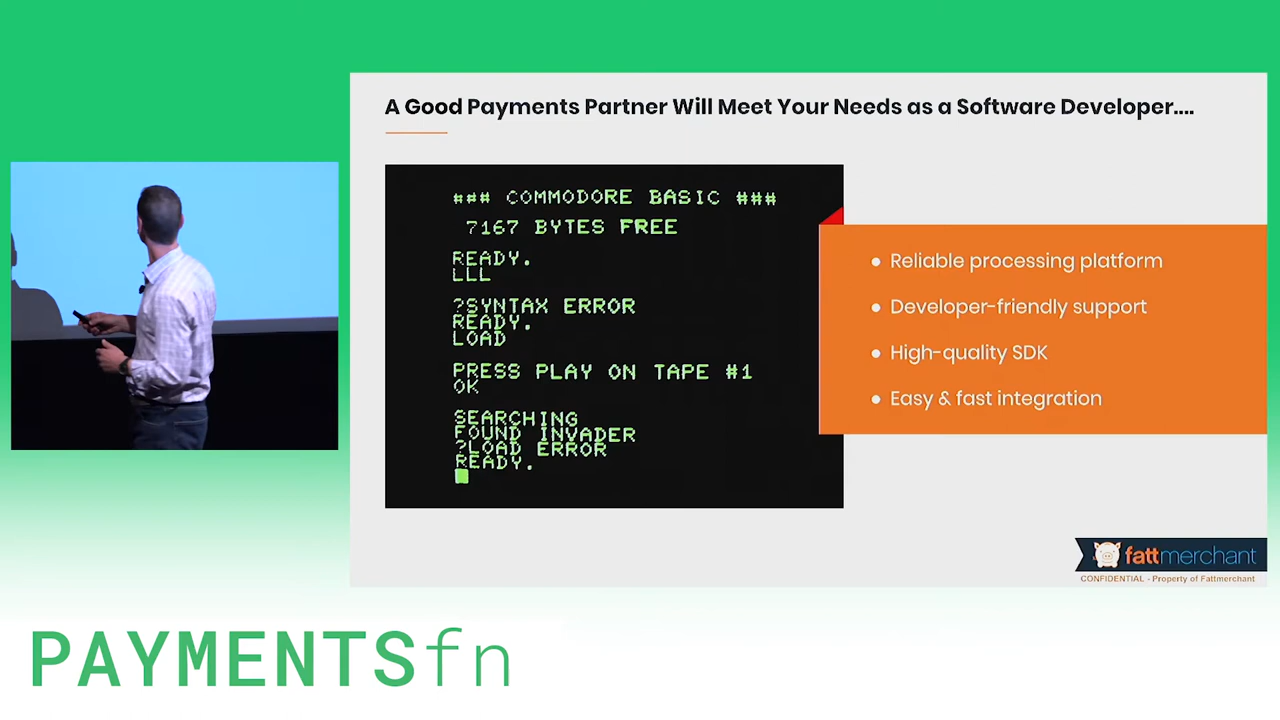 A Good Payments Partner Will Meet Your Needs as a Software Developer....
### COMMODORE BASIC ###
7167 BYTES FREE
READY.
LLL
?SYNTAX ERROR
READY.
LOAD
PRESS PLAY ON TAPE #1
OK
SEARCHING
FOUND INVADER
?LOAD ERROR
READY.
• Reliable processing platform
• Developer-friendly support
• High-quality SDK
• Easy & fast integration
fattmerchant
CONFIDENTIAL - Property of Fattmerchant
PAYMENTSfn